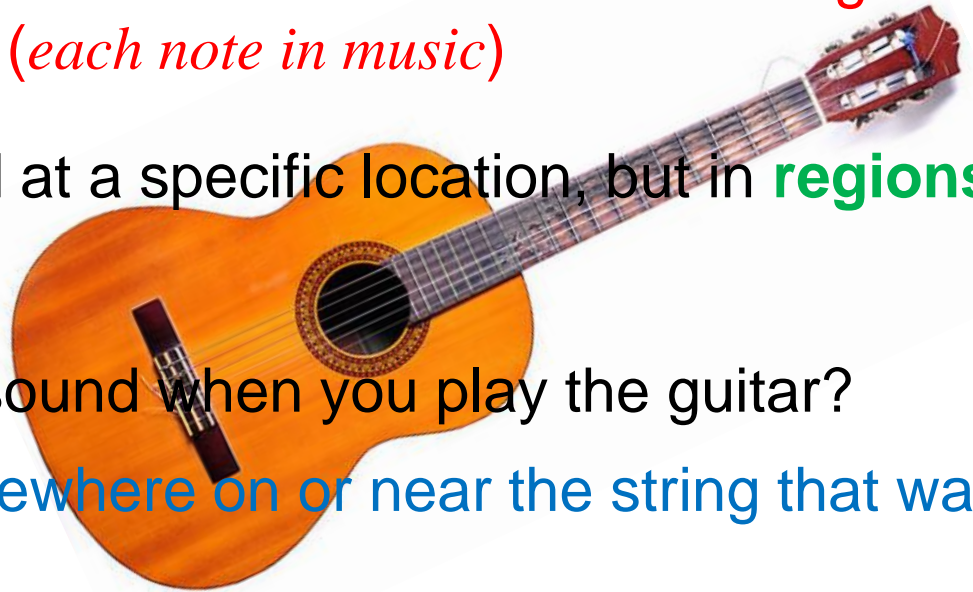 (each note in music)
at a specific location, but in regions
sound when you play the guitar?
ewhere on or near the string that wa